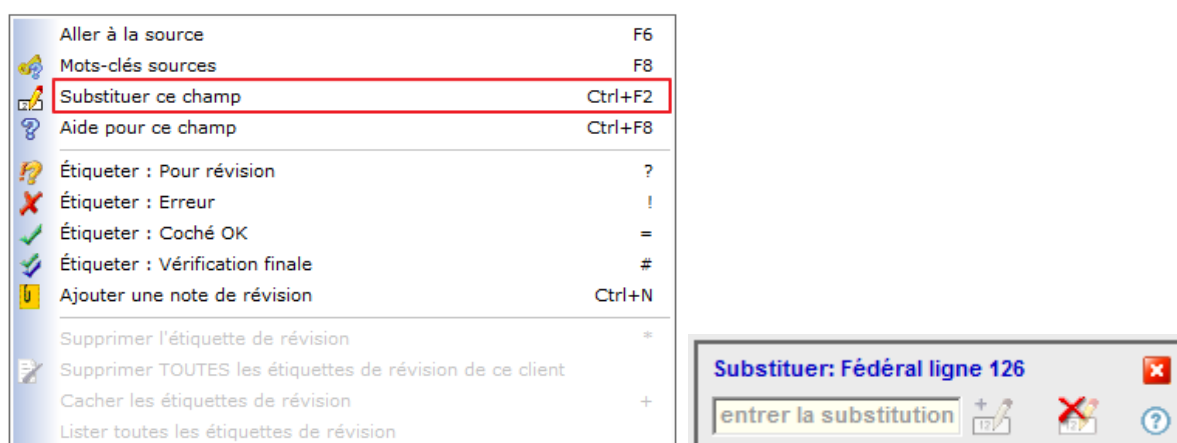 Aller à la source F6
Mots-clés sources F8
Substituer ce champ Ctrl+F2
Aide pour ce champ Ctrl+F8
Étiqueter : Pour révision ?
Étiqueter : Erreur !
Étiqueter : Coché OK =
Étiqueter : Vérification finale #
Ajouter une note de révision Ctrl+N
Supprimer l'étiquette de révision *
Supprimer TOUTES les étiquettes de révision de ce client
Cacher les étiquettes de révision +
Lister toutes les étiquettes de révision
Substituer: Fédéral ligne 126
entrer la substitution